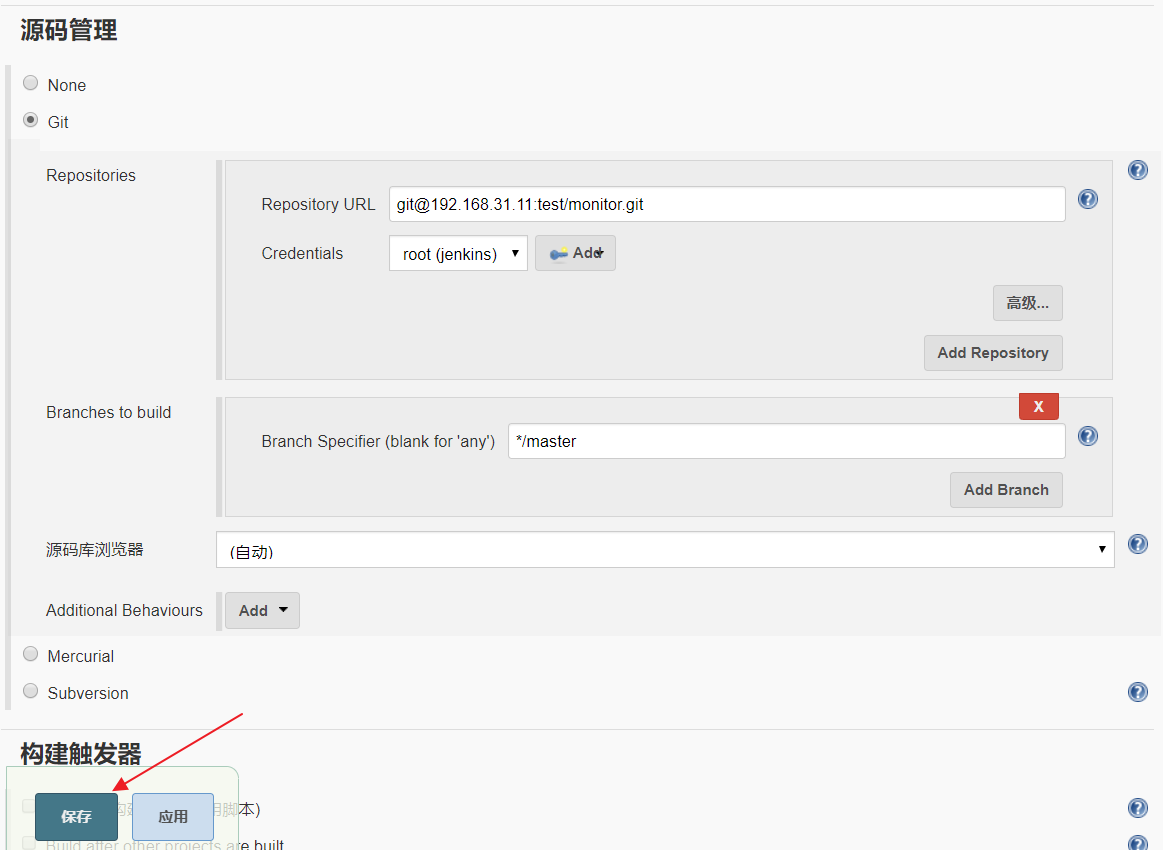 源码管理
None
Git
Repositories
Repository URL git@192.168.31.11:test/monitor.git
Credentials root (jenkins) Add
高级...
Add Repository
Branches to build
X
Branch Specifier (blank for 'any') */master
Add Branch
源码库浏览器 (自动)
Additional Behaviours Add
Mercurial
Subversion
构建触发器
用脚本)
保存 应用
Build after other projects are built